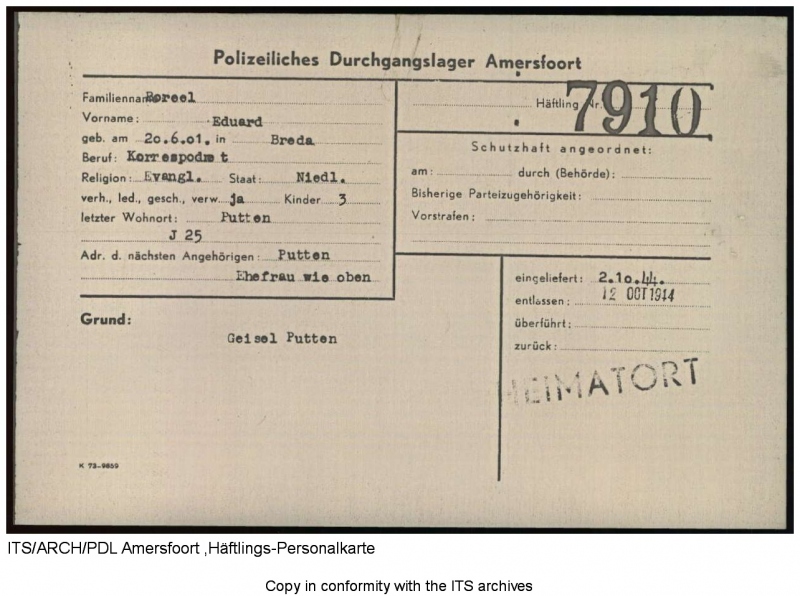 Polizeiliches Durchgangslager Amersfoort
Familienname Boreel
Vorname: Eduard
geb. am 20.6.01. in Breda
Beruf: Korrespodmt
Religion: Evangl. Staat: Niedl.
verh., led., gesch., verw. ja Kinder 3
letzter Wohnort: Putten
J 25
Adr. d. nächsten Angehörigen: Putten
Ehefrau wie oben
Häftling Nr. 7910
Schutzhaft angeordnet:
am: durch (Behörde):
Bisherige Parteizugehörigkeit:
Vorstrafen:
Grund:
Geisel Putten
eingeliefert: 2.10.44.
entlassen: 12 OCT 1944
überführt:
zurück:
HEIMATORT
K 73-9859
ITS/ARCH/PDL Amersfoort ,Häftlings-Personalkarte
Copy in conformity with the ITS archives